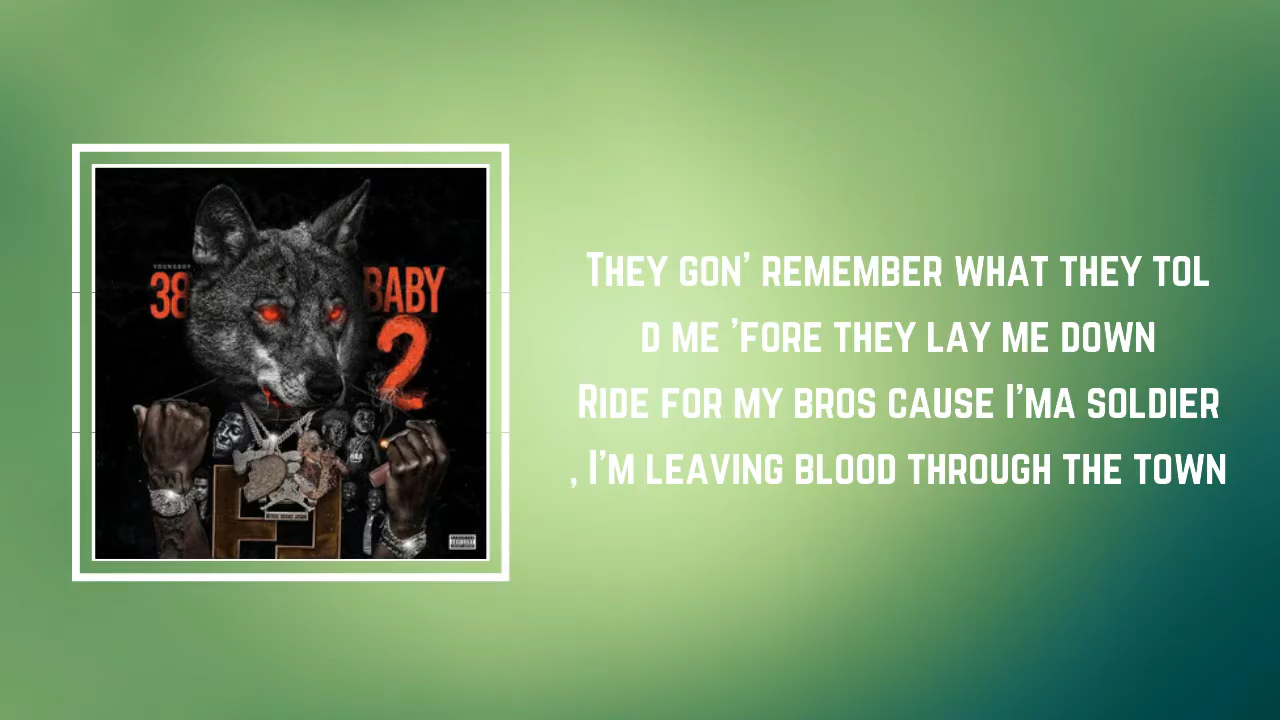 YOUNGBOY
38 BABY
2
They gon' remember what they tol
d me 'fore they lay me down
Ride for my bros cause I'ma soldier
, I'm leaving blood through the town